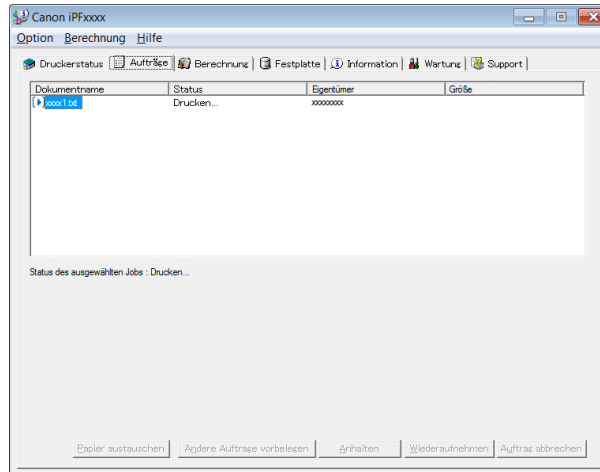 Canon iPFxxxx
Option Berechnung Hilfe
Druckerstatus Aufträge Berechnung Festplatte Information Wartung Support
Dokumentname Status Eigentümer Größe
xxxx1.txt Drucken... xxxxxxxx
Status des ausgewählten Jobs : Drucken...
Papier austauschen Andere Auftrage vorbelegen Anhalten Wiederaufnehmen Auftrag abbrechen